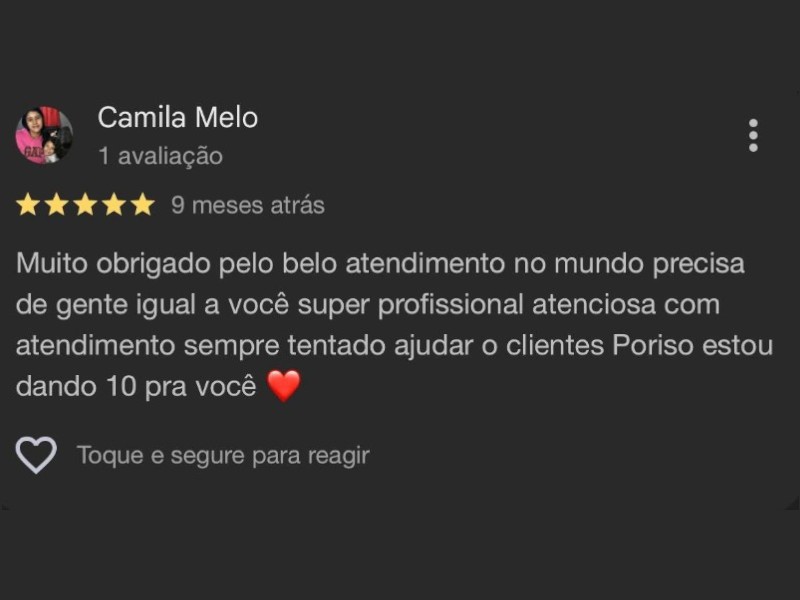 Camila Melo
1 avaliação
9 meses atrás
Muito obrigado pelo belo atendimento no mundo precisa
de gente igual a você super profissional atenciosa com
atendimento sempre tentado ajudar o clientes Poriso estou
dando 10 pra você ❤️
Toque e segure para reagir